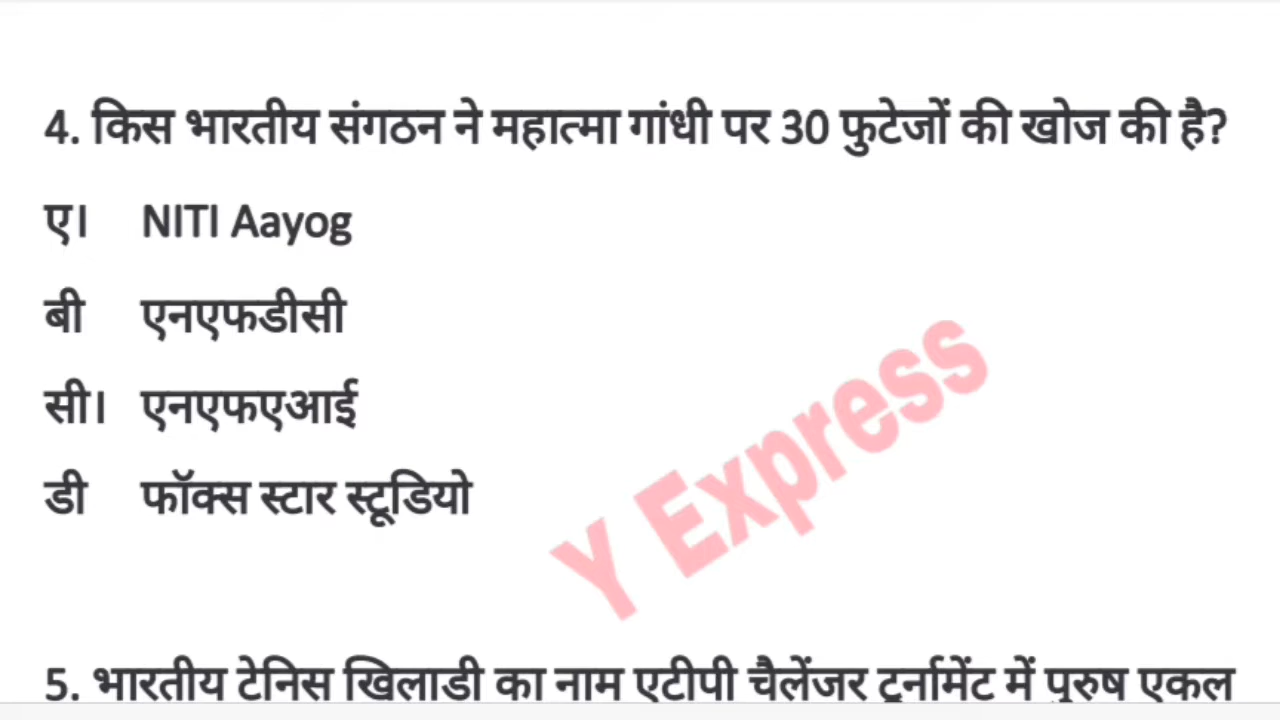 4. किस भारतीय संगठन ने महात्मा गांधी पर 30 फुटेजों की खोज की है?
ए। NITI Aayog
बी एनएफडीसी
सी। एनएफएआई
डी फॉक्स स्टार स्टूडियो
Y Express
5. भारतीय टेनिस खिलाडी का नाम एटीपी चैलेंजर टूर्नामेंट में पुरुष एकल